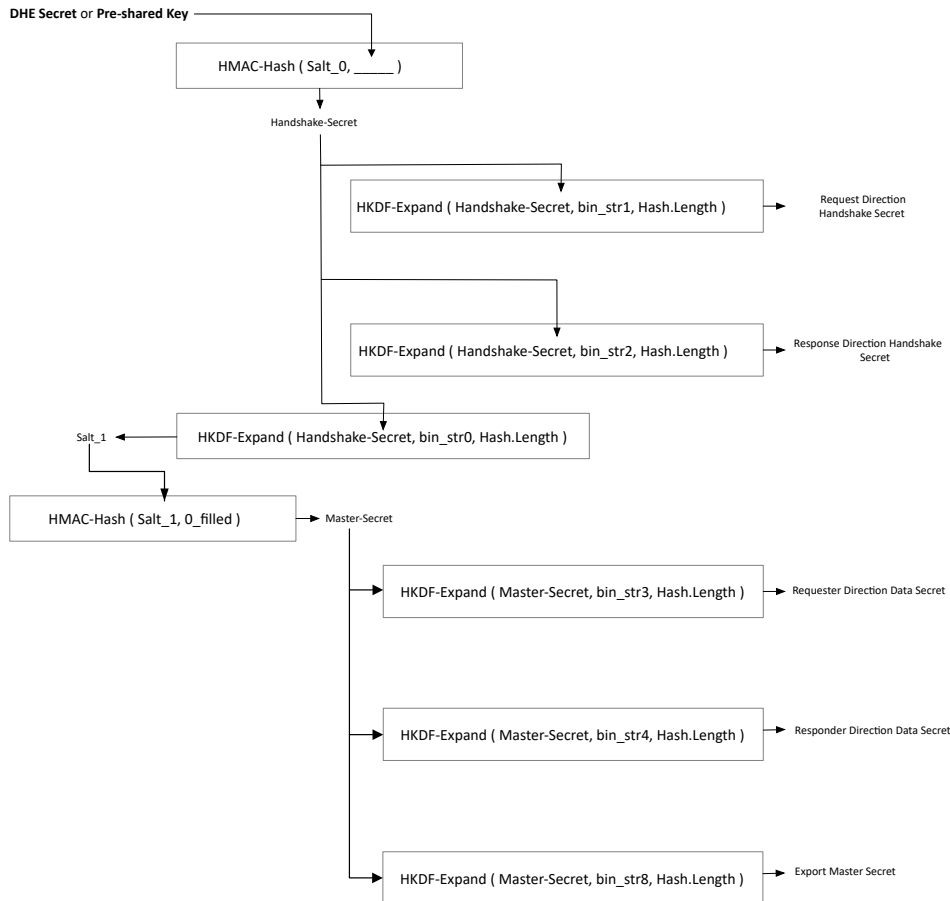 DHE Secret or Pre-shared Key
HMAC-Hash ( Salt_0, _____ )
Handshake-Secret
HKDF-Expand ( Handshake-Secret, bin_str1, Hash.Length )
Request Direction
Handshake Secret
HKDF-Expand ( Handshake-Secret, bin_str2, Hash.Length )
Response Direction Handshake
Secret
Salt_1
HKDF-Expand ( Handshake-Secret, bin_str0, Hash.Length )
HMAC-Hash ( Salt_1, 0_filled )
Master-Secret
HKDF-Expand ( Master-Secret, bin_str3, Hash.Length )
Requester Direction Data Secret
HKDF-Expand ( Master-Secret, bin_str4, Hash.Length )
Responder Direction Data Secret
HKDF-Expand ( Master-Secret, bin_str8, Hash.Length )
Export Master Secret